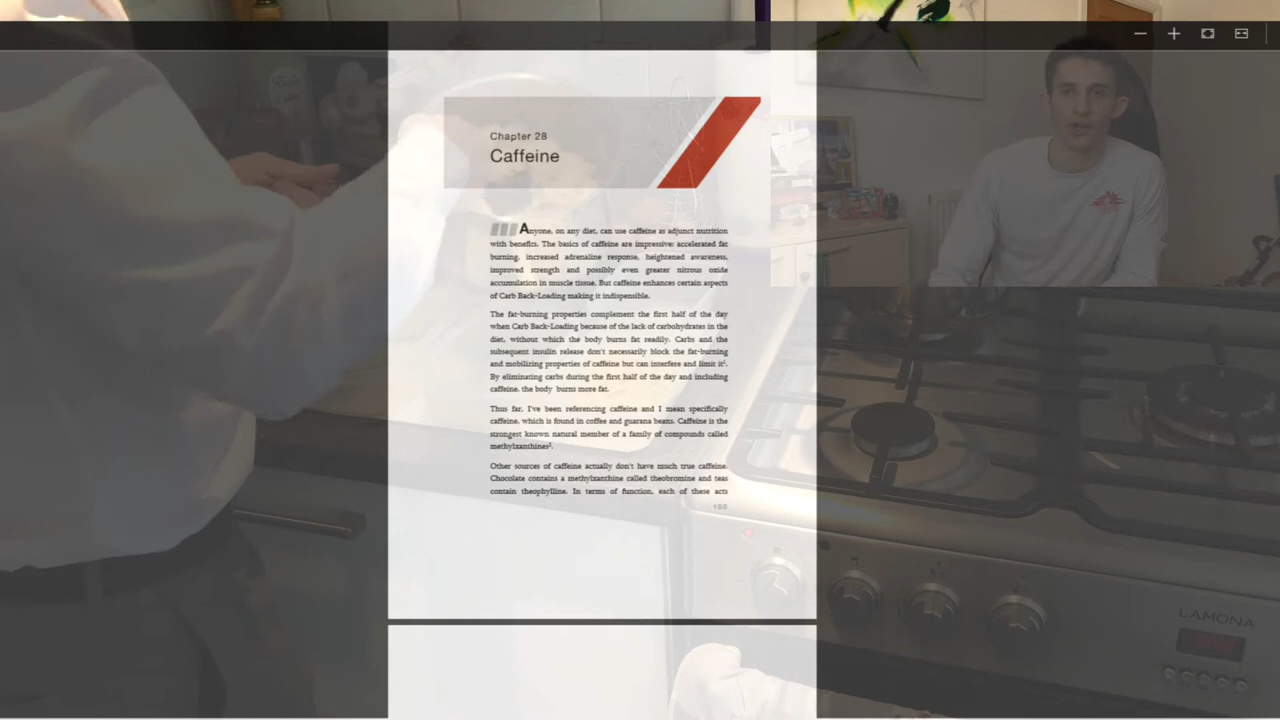 Chapter 28
Caffeine
Anyone, on any diet, can use caffeine as adjunct nutrition
with benefits. The basics of caffeine are impressive: accelerated fat
burning, increased adrenaline response, heightened awareness,
improved strength and possibly even greater nitrous oxide
accumulation in muscle tissue. But caffeine enhances certain aspects
of Carb Back-Loading making it indispensible.
The fat-burning properties complement the first half of the day
when Carb Back-Loading because of the lack of carbohydrates in the
diet, without which the body burns fat readily. Carbs and the
subsequent insulin release don't necessarily block the fat-burning
and mobilizing properties of caffeine but can interfere and limit it¹.
By eliminating carbs during the first half of the day and including
caffeine, the body burns more fat.
Thus far, I've been referencing caffeine and I mean specifically
caffeine, which is found in coffee and guarana beans. Caffeine is the
strongest known natural member of a family of compounds called
methylxanthines².
Other sources of caffeine actually don't have much true caffeine.
Chocolate contains a methylxanthine called theobromine and teas
contain theophylline. In terms of function, each of these acts
LAMONA